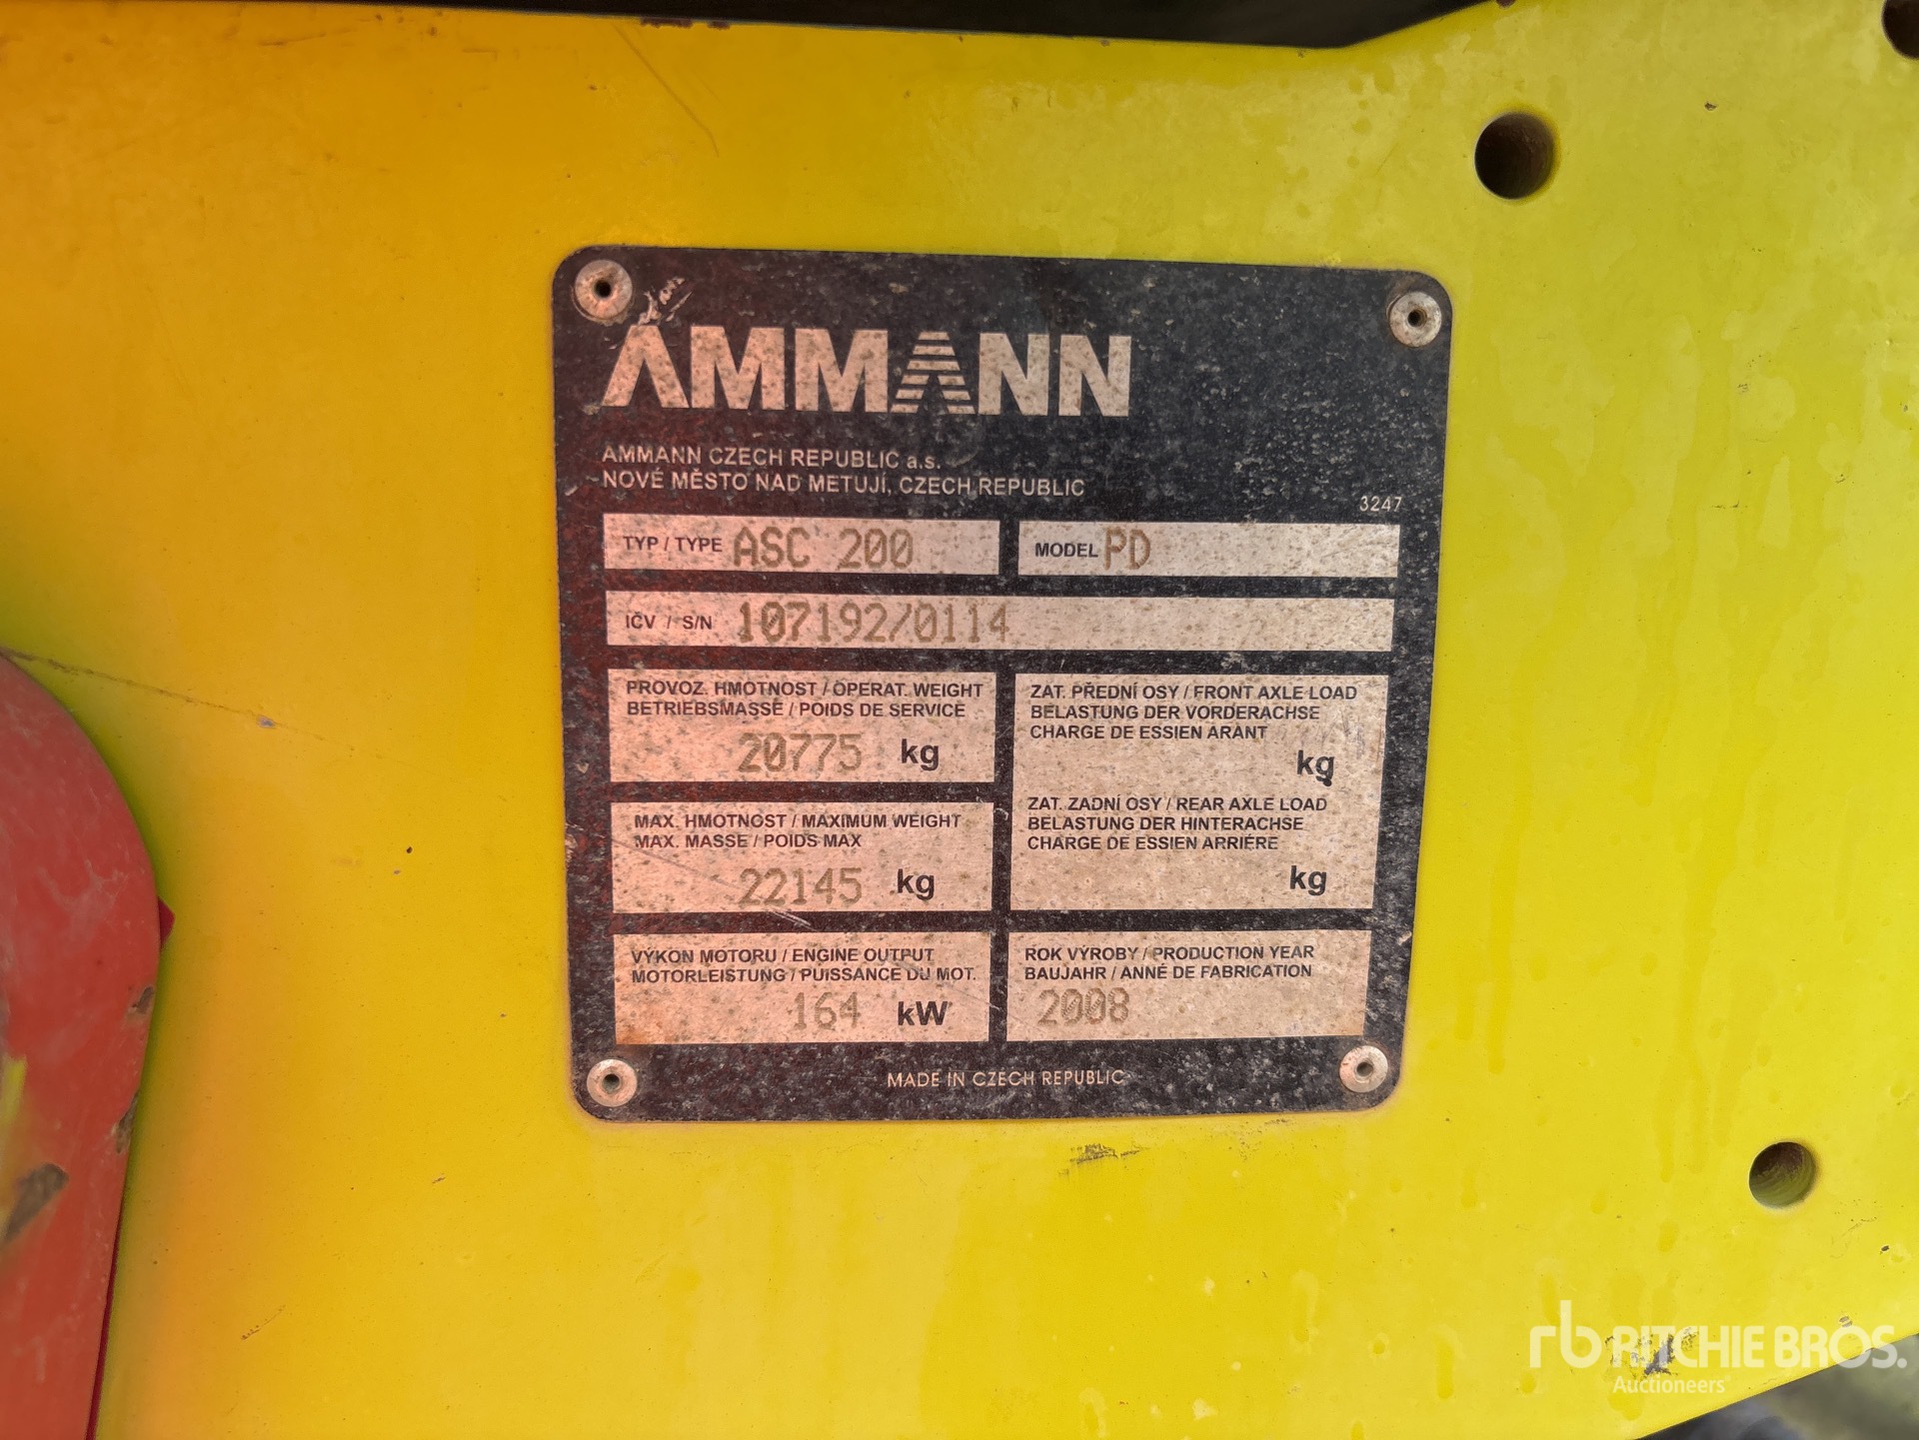 AMMANN
AMMANN CZECH REPUBLIC a.s.
NOVÉ MĚSTO NAD METUJÍ, CZECH REPUBLIC
3247
TYP / TYPE ASC 200
MODEL PD
IČV / S/N 107192/0114
PROVOZ. HMOTNOST / OPERAT. WEIGHT
BETRIEBSMASSE / POIDS DE SERVICE
20775 kg
ZAT. PŘEDNÍ OSY / FRONT AXLE LOAD
BELASTUNG DER VORDERACHSE
CHARGE DE ESSIEN ARANT
kg
MAX. HMOTNOST / MAXIMUM WEIGHT
MAX. MASSE / POIDS MAX
22145 kg
ZAT. ZADNÍ OSY / REAR AXLE LOAD
BELASTUNG DER HINTERACHSE
CHARGE DE ESSIEN ARRIÉRE
kg
VÝKON MOTORU / ENGINE OUTPUT
MOTORLEISTUNG / PUISSANCE DU MOT.
164 kW
ROK VÝROBY / PRODUCTION YEAR
BAUJAHR / ANNÉ DE FABRICATION
2008
MADE IN CZECH REPUBLIC
rb RITCHIE BROS.
Auctioneers